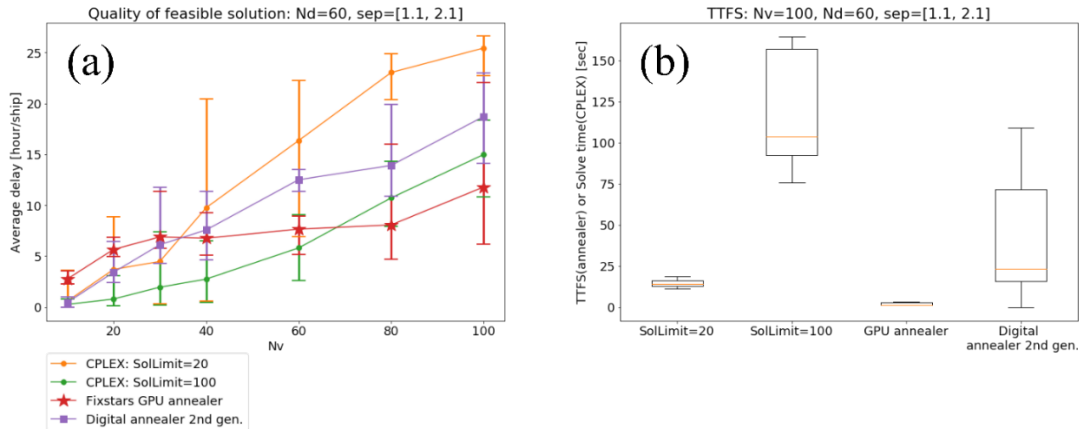 Quality of feasible solution: Nd=60, sep=[1.1, 2.1]
(a)
Average delay [hour/ship]
25
20
15
10
5
0
20
40
60
80
100
Nv
CPLEX: SolLimit=20
CPLEX: SolLimit=100
Fixstars GPU annealer
Digital annealer 2nd gen.
TTFS: Nv=100, Nd=60, sep=[1.1, 2.1]
(b)
TTFS(annealer) or Solve time(CPLEX) [sec]
150
125
100
75
50
25
0
SolLimit=20
SolLimit=100
GPU annealer
Digital
annealer 2nd gen.